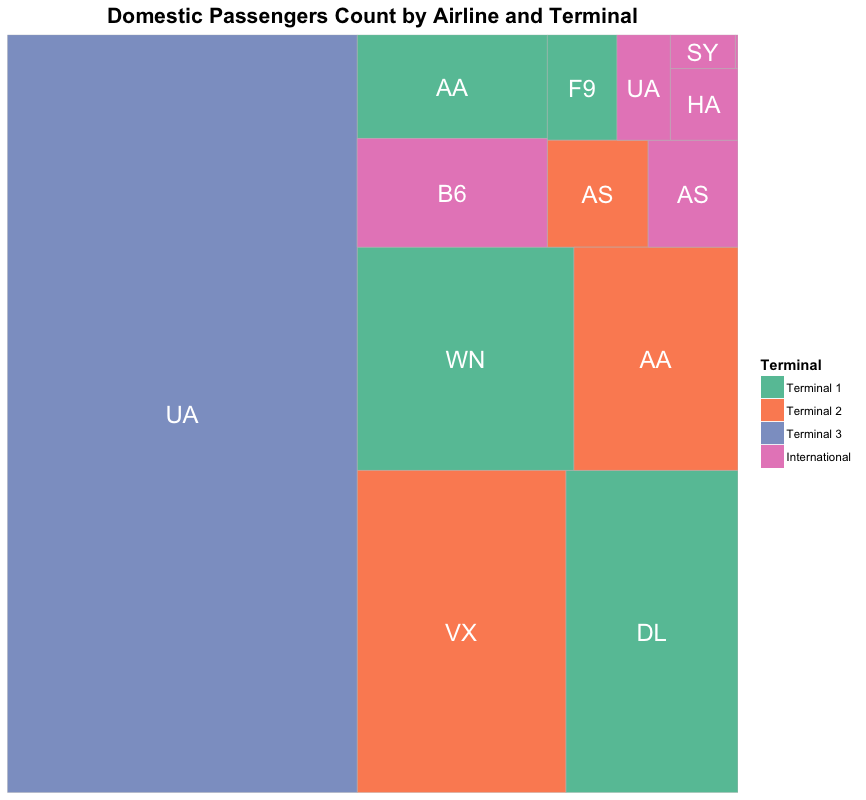 Domestic Passengers Count by Airline and Terminal
AA
F9
UA
SY
HA
B6
AS
AS
WN
AA
UA
VX
DL
Terminal
Terminal 1
Terminal 2
Terminal 3
International